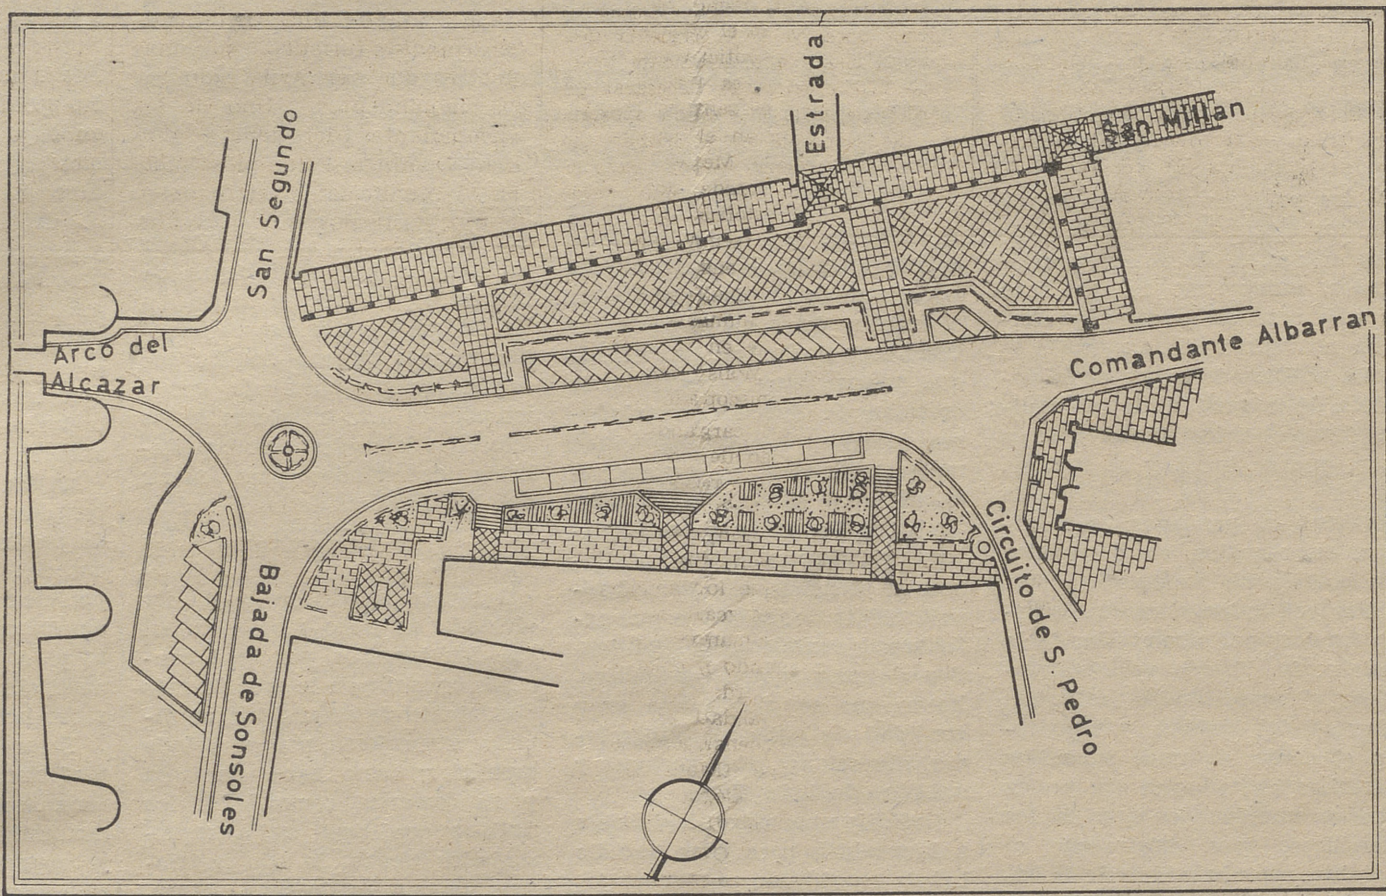 Estrada
San Millan
San Segundo
Arco del
Alcazar
Comandante Albarran
Circuito de S. Pedro
Bajada de Sonsoles